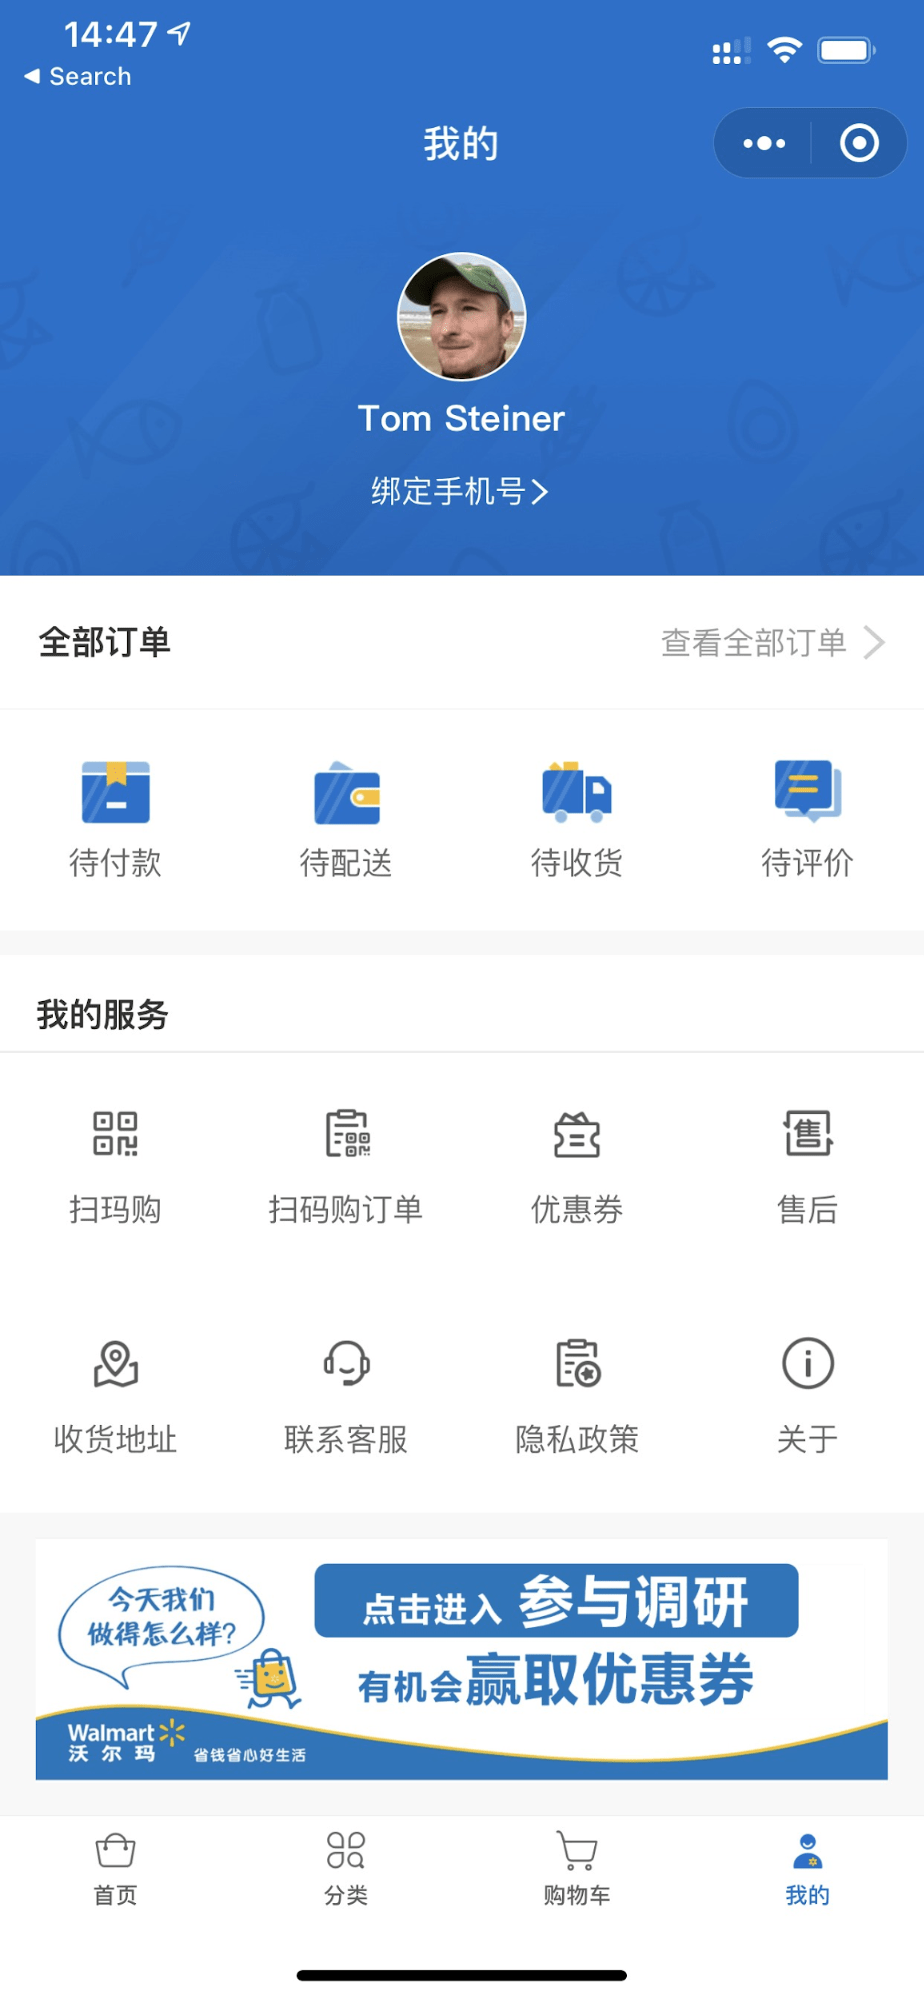 14:47
Search
我的
Tom Steiner
绑定手机号
全部订单
查看全部订单
待付款
待配送
待收货
待评价
我的服务
扫玛购
扫码购订单
优惠券
售
售后
收货地址
联系客服
隐私政策
关于
今天我们
做得怎么样?
点击进入 参与调研
有机会赢取优惠券
Walmart
沃尔玛
省钱省心好生活
首页
分类
购物车
我的